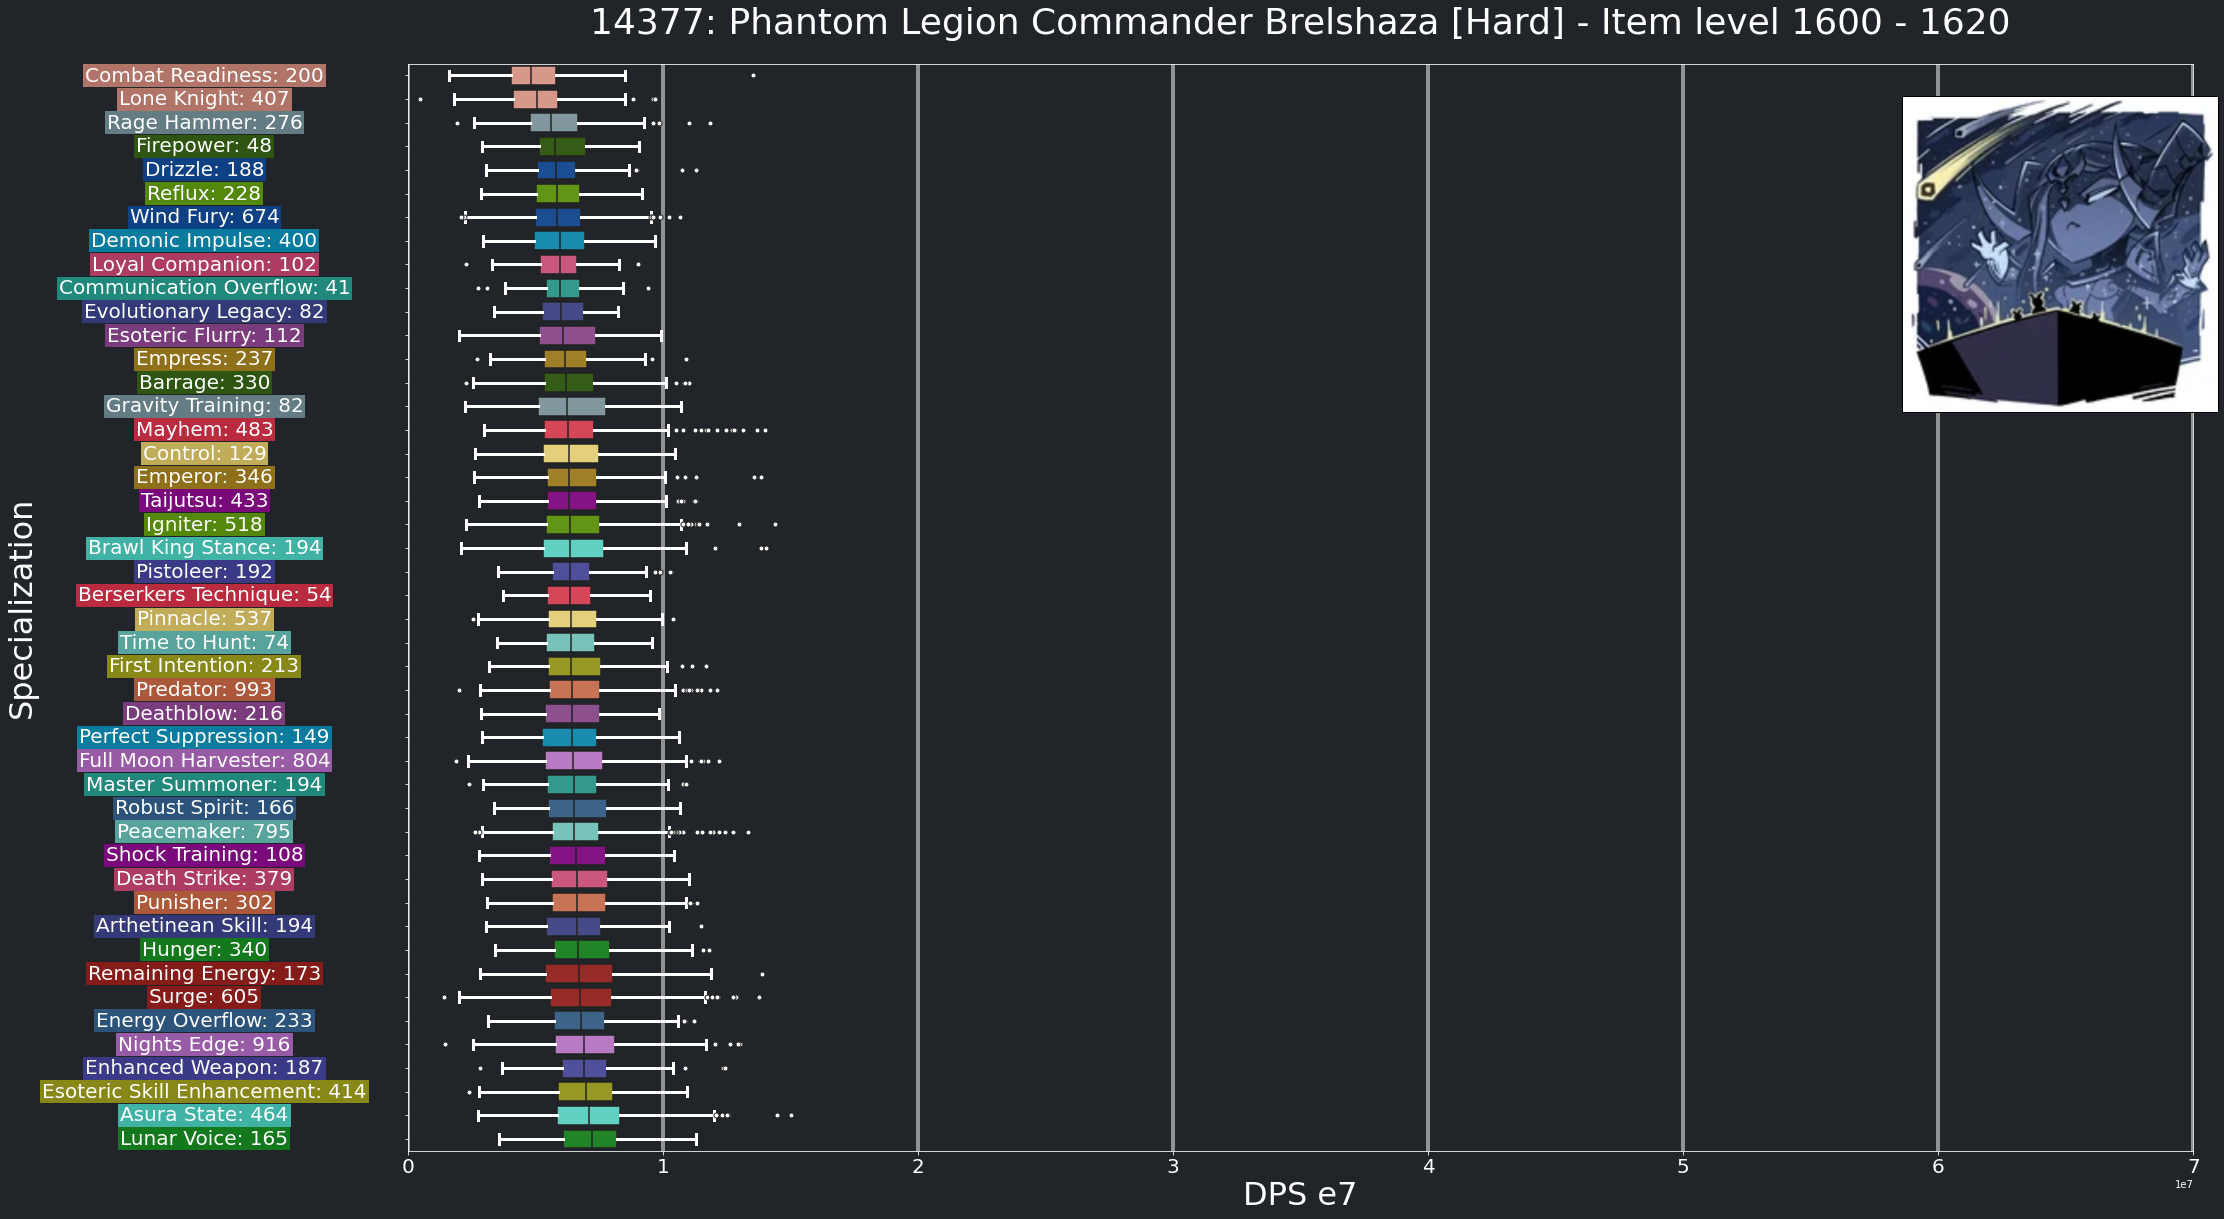 14377: Phantom Legion Commander Brelshaza [Hard] - Item level 1600 - 1620
Specialization
Combat Readiness: 200
Lone Knight: 407
Rage Hammer: 276
Firepower: 48
Drizzle: 188
Reflux: 228
Wind Fury: 674
Demonic Impulse: 400
Loyal Companion: 102
Communication Overflow: 41
Evolutionary Legacy: 82
Esoteric Flurry: 112
Empress: 237
Barrage: 330
Gravity Training: 82
Mayhem: 483
Control: 129
Emperor: 346
Taijutsu: 433
Igniter: 518
Brawl King Stance: 194
Pistoleer: 192
Berserkers Technique: 54
Pinnacle: 537
Time to Hunt: 74
First Intention: 213
Predator: 993
Deathblow: 216
Perfect Suppression: 149
Full Moon Harvester: 804
Master Summoner: 194
Robust Spirit: 166
Peacemaker: 795
Shock Training: 108
Death Strike: 379
Punisher: 302
Arthetinean Skill: 194
Hunger: 340
Remaining Energy: 173
Surge: 605
Energy Overflow: 233
Nights Edge: 916
Enhanced Weapon: 187
Esoteric Skill Enhancement: 414
Asura State: 464
Lunar Voice: 165
0 1 2 3 4 5 6 7
1e7
DPS e7